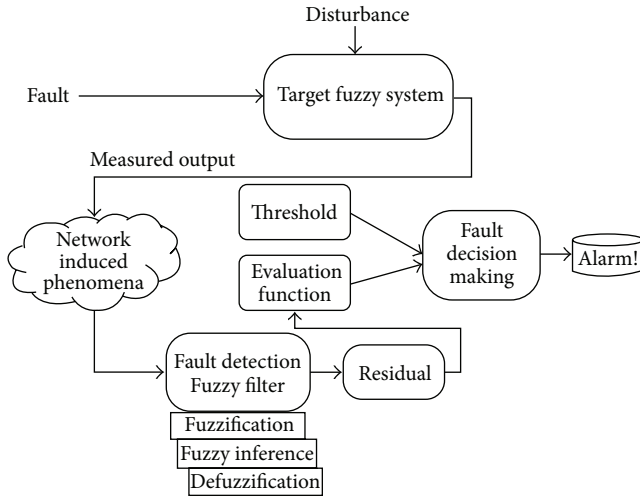 Disturbance
Fault
Target fuzzy system
Measured output
Network
induced
phenomena
Threshold
Evaluation
function
Fault
decision
making
Alarm!
Fault detection
Fuzzy filter
Residual
Fuzzification
Fuzzy inference
Defuzzification